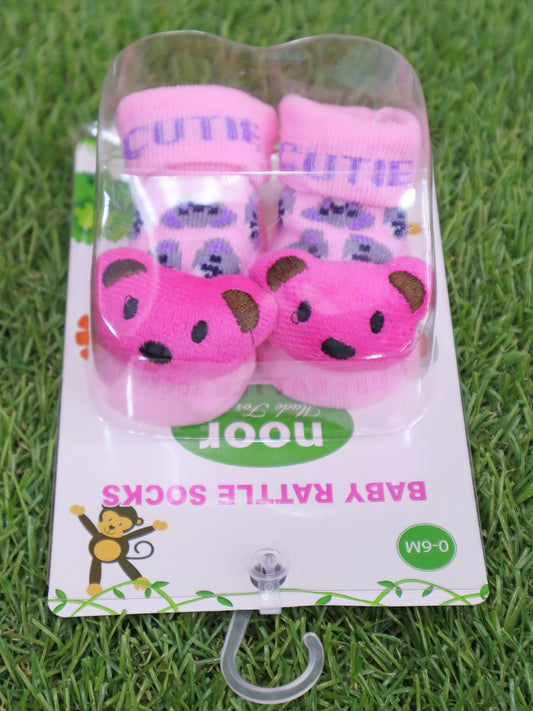 CUTIE
CUTIE
0-6M
BABY RATTLE SOCKS
noor
Made For